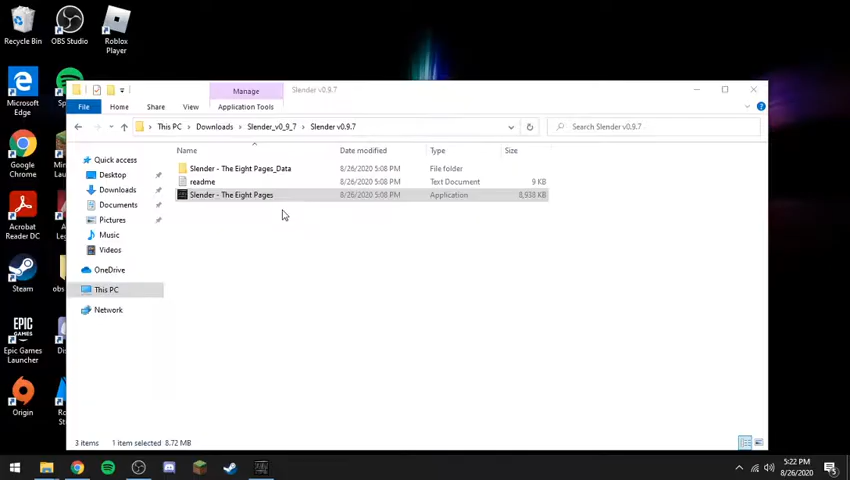 Recycle Bin
OBS Studio
Roblox
Player
Microsoft
Edge
Google
Chrome
Acrobat
Reader DC
Steam
Epic Games
Launcher
Origin
Manage
Slender v0.9.7
File
Home
Share
View
Application Tools
This PC
Downloads
Slender_v0_9_7
Slender v0.9.7
Search Slender v0.9.7
Name
Date modified
Type
Size
Slender - The Eight Pages_Data
8/26/2020 5:08 PM
File folder
readme
8/26/2020 5:08 PM
Text Document
9 KB
Slender - The Eight Pages
8/26/2020 5:08 PM
Application
8,938 KB
Quick access
Desktop
Downloads
Documents
Pictures
Music
Videos
OneDrive
This PC
Network
3 items
1 item selected 8.72 MB
5:22 PM
8/26/2020